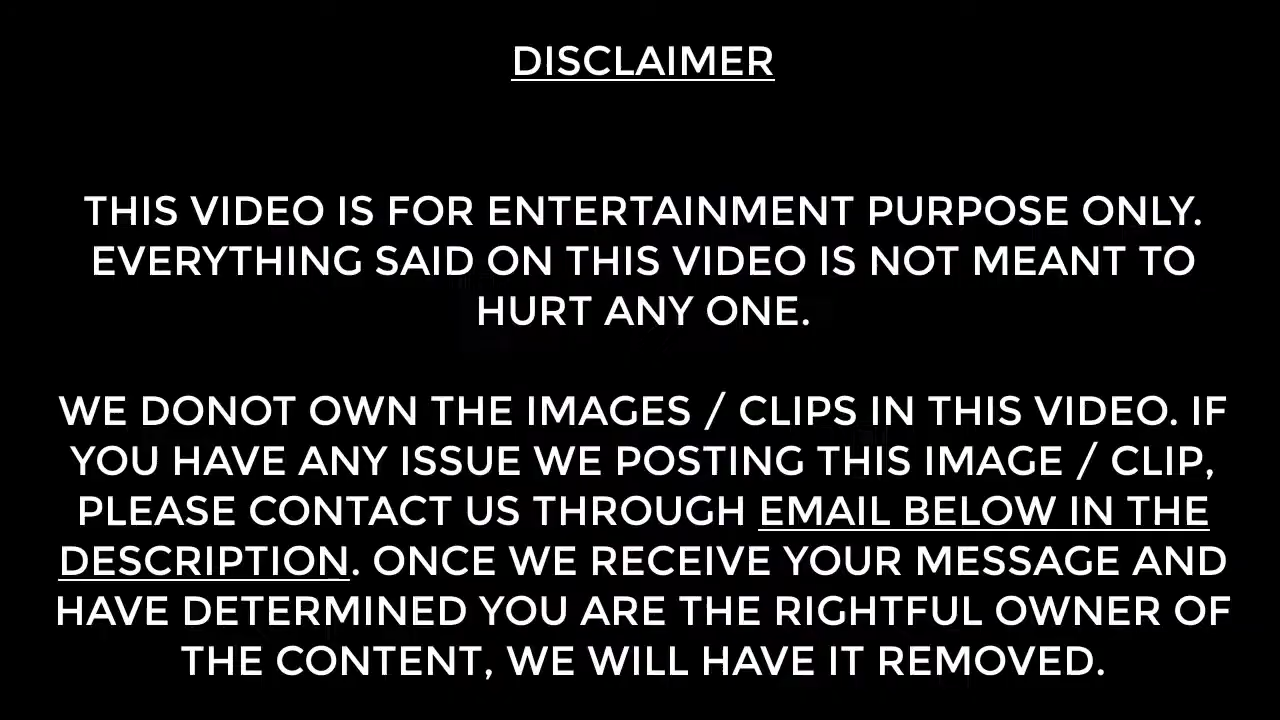 DISCLAIMER
THIS VIDEO IS FOR ENTERTAINMENT PURPOSE ONLY.
EVERYTHING SAID ON THIS VIDEO IS NOT MEANT TO
HURT ANY ONE.
WE DONOT OWN THE IMAGES / CLIPS IN THIS VIDEO. IF
YOU HAVE ANY ISSUE WE POSTING THIS IMAGE / CLIP,
PLEASE CONTACT US THROUGH EMAIL BELOW IN THE
DESCRIPTION. ONCE WE RECEIVE YOUR MESSAGE AND
HAVE DETERMINED YOU ARE THE RIGHTFUL OWNER OF
THE CONTENT, WE WILL HAVE IT REMOVED.